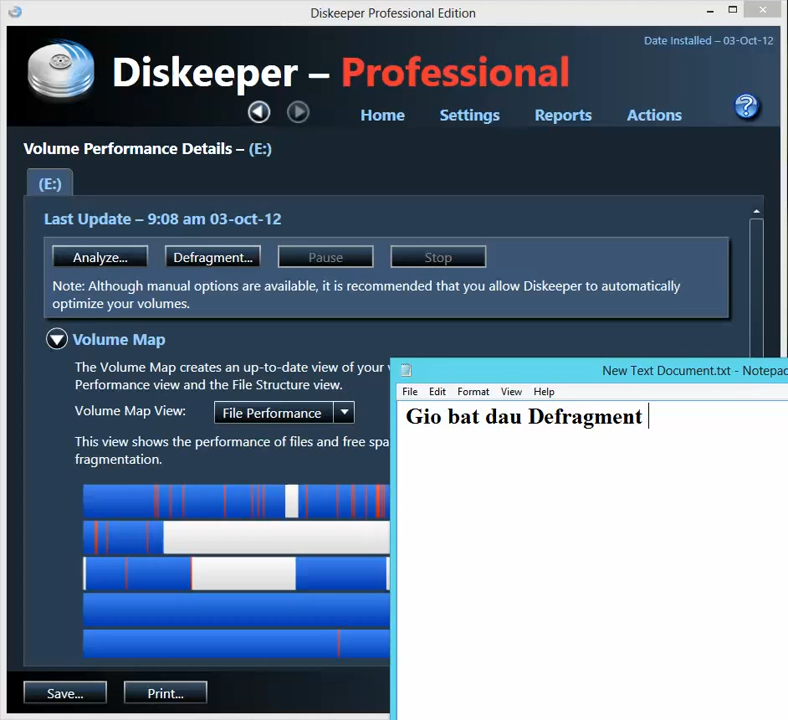 Diskeeper Professional Edition
Date Installed – 03-Oct-12
Diskeeper – Professional
Home Settings Reports Actions
Volume Performance Details – (E:)
(E:)
Last Update – 9:08 am 03-oct-12
Analyze... Defragment... Pause Stop
Note: Although manual options are available, it is recommended that you allow Diskeeper to automatically
optimize your volumes.
Volume Map
The Volume Map creates an up-to-date view of your v
Performance view and the File Structure view.
Volume Map View: File Performance
This view shows the performance of files and free spa
fragmentation.
Save... Print...
New Text Document.txt - Notepad
File Edit Format View Help
Gio bat dau Defragment